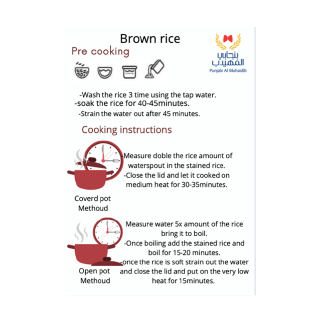 Brown rice
Pre cooking
بنجابي
المهيدب
Punjabi Al Muhaidib
-Wash the rice 3 time using the tap water.
-soak the rice for 40-45minutes.
-Strain the water out after 45 minutes.
Cooking instructions
Measure doble the rice amount of
waterspout in the stained rice.
-Close the lid and let it cooked on
medium heat for 30-35minutes.
Coverd pot
Methoud
Measure water 5x amount of the rice
bring it to boil.
-Once boiling add the stained rice and
boil for 15-20 minutes.
-once the rice is soft strain out the water
and close the lid and put on the very low
heat for 15minutes.
Open pot
Methoud